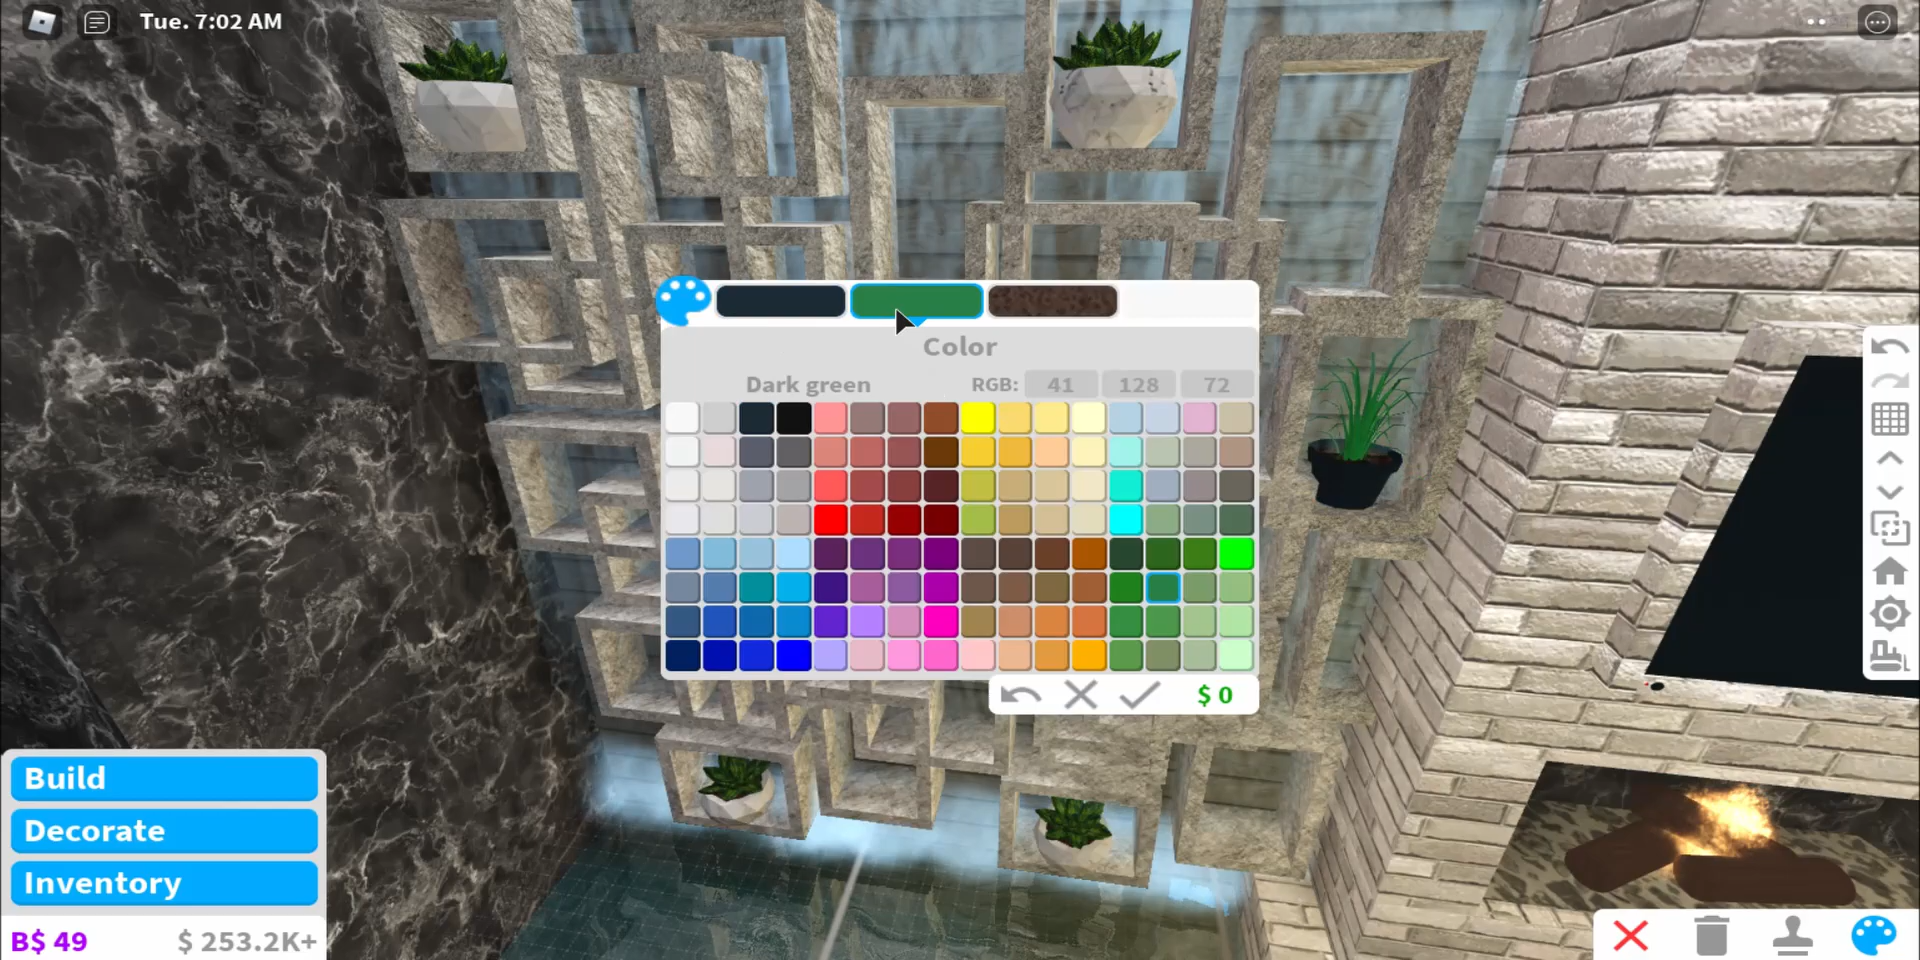 Tue. 7:02 AM
Color
Dark green RGB: 41 128 72
$ 0
Build
Decorate
Inventory
B$ 49 $ 253.2K+